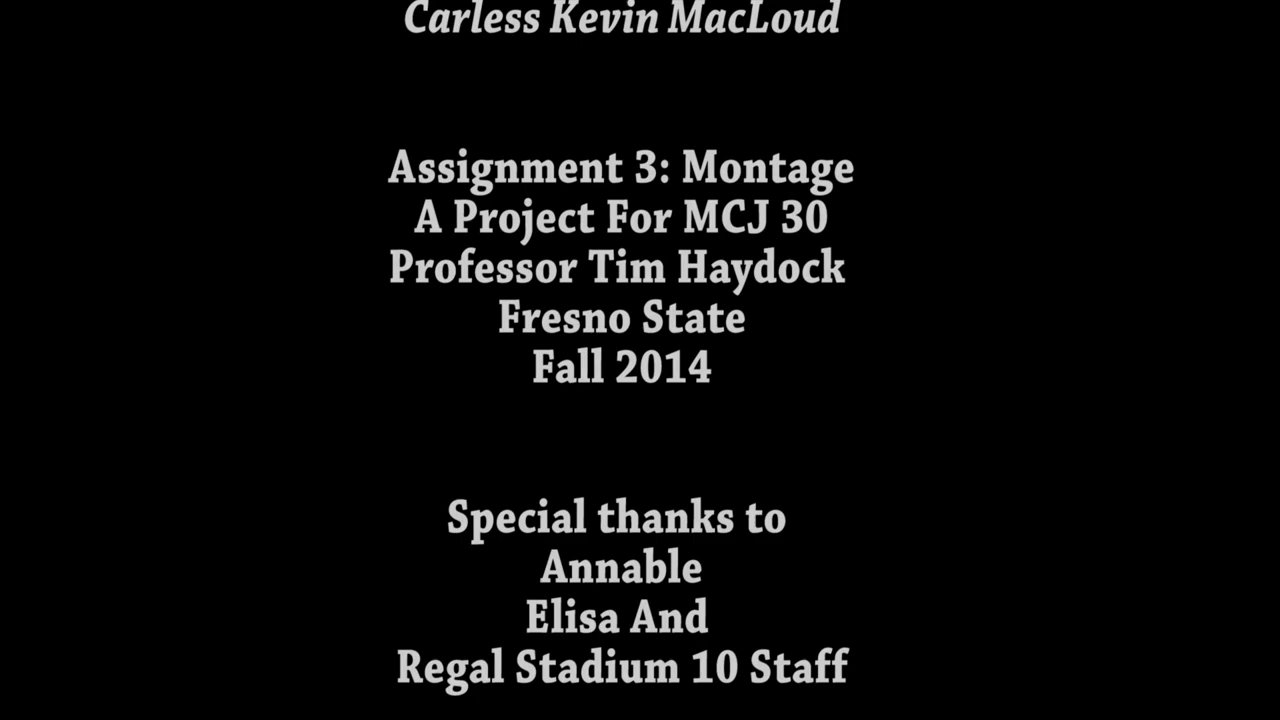 Carless Kevin MacLoud
Assignment 3: Montage
A Project For MCJ 30
Professor Tim Haydock
Fresno State
Fall 2014
Special thanks to
Annable
Elisa And
Regal Stadium 10 Staff